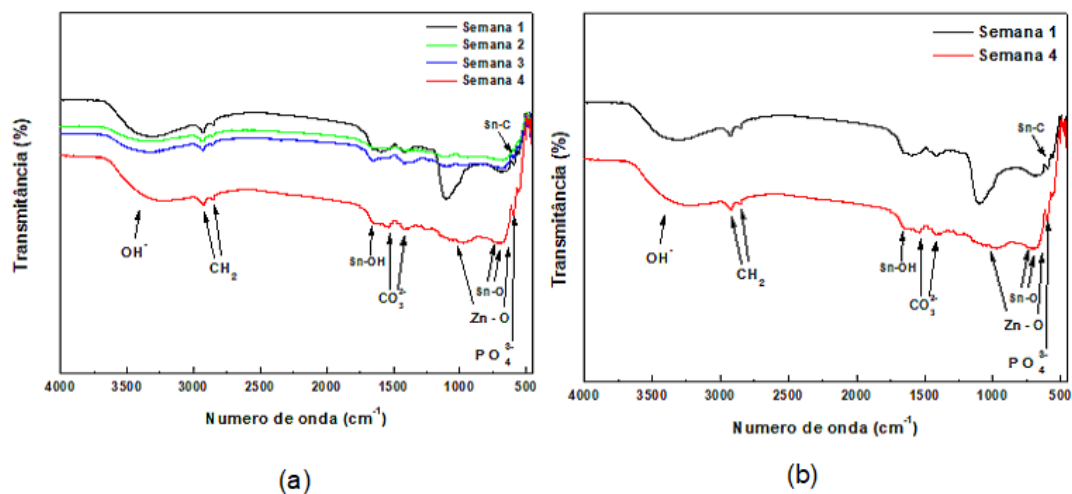 Semana 1
Semana 2
Semana 3
Semana 4
Transmitância (%)
Sn-C
OH⁻
CH₂
Sn-OH
CO₃²⁻
Sn-O
Zn - O
P O ₄³⁻
4000 3500 3000 2500 2000 1500 1000 500
Numero de onda (cm⁻¹)
(a)
Semana 1
Semana 4
Transmitância (%)
Sn-C
OH⁻
CH₂
Sn-OH
CO₃²⁻
Sn-O
Zn - O
P O ₄³⁻
4000 3500 3000 2500 2000 1500 1000 500
Numero de onda (cm⁻¹)
(b)